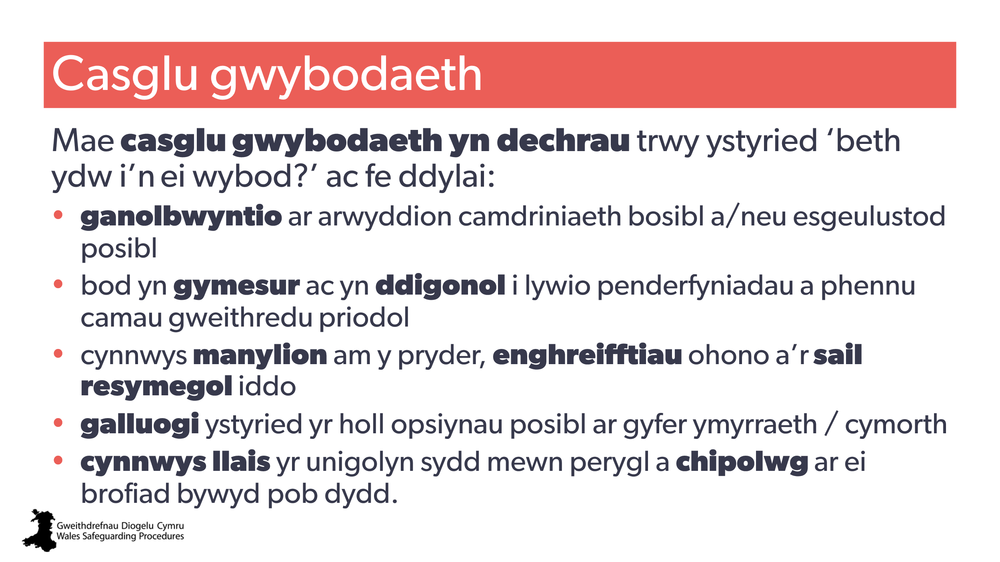 Casglu gwybodaeth
Mae casglu gwybodaeth yn dechrau trwy ystyried ‘beth
ydw i’n ei wybod?’ ac fe ddylai:
• ganolbwyntio ar arwyddion camdriniaeth bosibl a/neu esgeulustod
posibl
• bod yn gymesur ac yn ddigonol i lywio penderfyniadau a phennu
camau gweithredu priodol
• cynnwys manylion am y pryder, enghreifftiau ohono a’r sail
resymegol iddo
• galluogi ystyried yr holl opsiynau posibl ar gyfer ymyrraeth / cymorth
• cynnwys llais yr unigolyn sydd mewn perygl a chipolwg ar ei
brofiad bywyd pob dydd.
Gweithdrefnau Diogelu Cymru
Wales Safeguarding Procedures